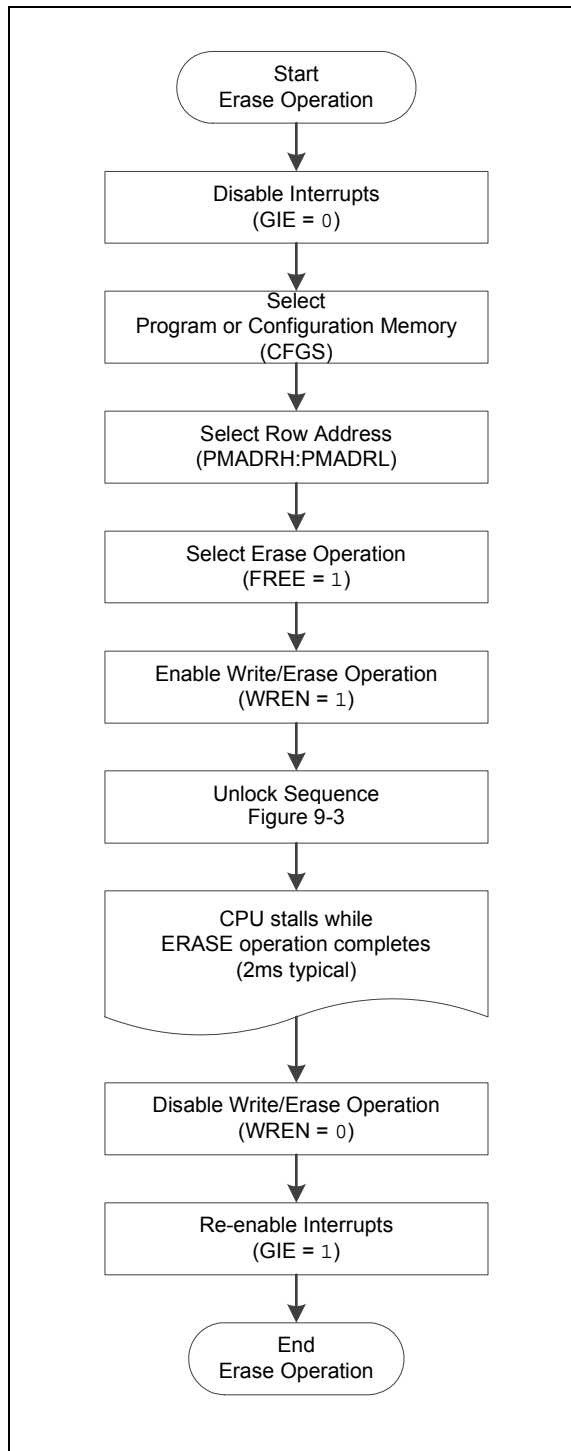 Start
Erase Operation
Disable Interrupts
(GIE = 0)
Select
Program or Configuration Memory
(CFGS)
Select Row Address
(PMADRH:PMADRL)
Select Erase Operation
(FREE = 1)
Enable Write/Erase Operation
(WREN = 1)
Unlock Sequence
Figure 9-3
CPU stalls while
ERASE operation completes
(2ms typical)
Disable Write/Erase Operation
(WREN = 0)
Re-enable Interrupts
(GIE = 1)
End
Erase Operation